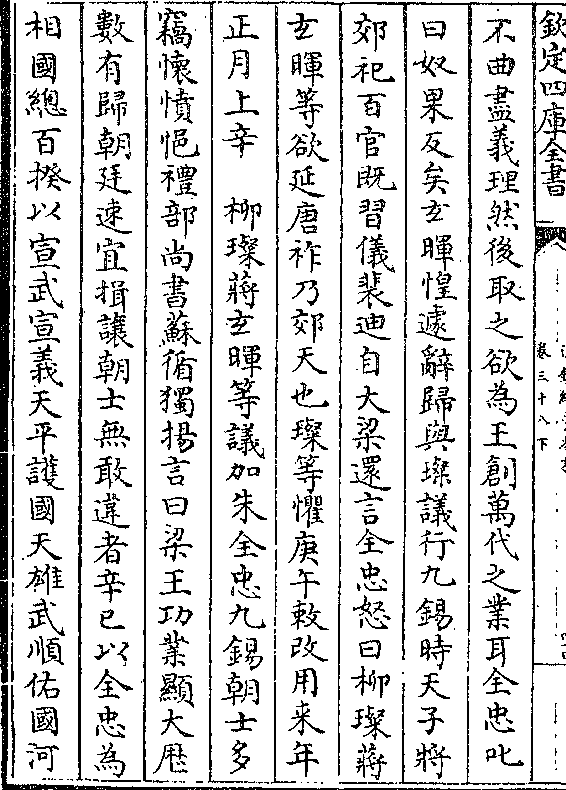 欽定四庫全書
卷三十八下
不曲盡義理然後取之欲為王創萬代之業耳全忠叱
曰奴果反矣玄暉惶遽辭歸與璨議行九錫時天子將
郊祀百官既習儀裴迪自大梁還言全忠怒曰柳璨蔣
玄暉等欲延唐祚乃郊天也璨等懼庚午敕改用来年
正月上辛　柳璨蔣玄暉等議加朱全忠九錫朝士多
竊懷憤悒禮部尚書蘇循獨揚言曰梁王功業顯大厯
數有歸朝廷速宜揖讓朝士無敢違者辛巳以全忠為
相國總百揆以宣武宣義天平護國天雄武順佑國河